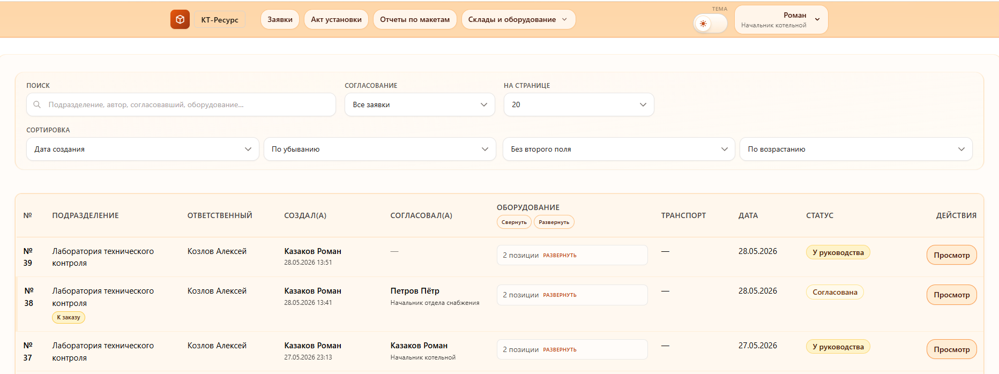 КТ-Ресурс
Заявки
Акт установки
Отчеты по макетам
Склады и оборудование
ТЕМА
Роман
Начальник котельной
ПОИСК
СОГЛАСОВАНИЕ
НА СТРАНИЦЕ
Подразделение, автор, согласовавший, оборудование...
Все заявки
20
СОРТИРОВКА
Дата создания
По убыванию
Без второго поля
По возрастанию
№
ПОДРАЗДЕЛЕНИЕ
ОТВЕТСТВЕННЫЙ
СОЗДАЛ(А)
СОГЛАСОВАЛ(А)
ОБОРУДОВАНИЕ
Свернуть
Развернуть
ТРАНСПОРТ
ДАТА
СТАТУС
ДЕЙСТВИЯ
№
39
Лаборатория технического
контроля
Козлов Алексей
Казаков Роман
28.05.2026 13:51
—
2 позиции РАЗВЕРНУТЬ
—
28.05.2026
У руководства
Просмотр
№
38
Лаборатория технического
контроля
К заказу
Козлов Алексей
Казаков Роман
28.05.2026 13:41
Петров Пётр
Начальник отдела снабжения
2 позиции РАЗВЕРНУТЬ
—
28.05.2026
Согласована
Просмотр
№
37
Лаборатория технического
контроля
Козлов Алексей
Казаков Роман
27.05.2026 23:13
Казаков Роман
Начальник котельной
2 позиции РАЗВЕРНУТЬ
—
27.05.2026
У руководства
Просмотр